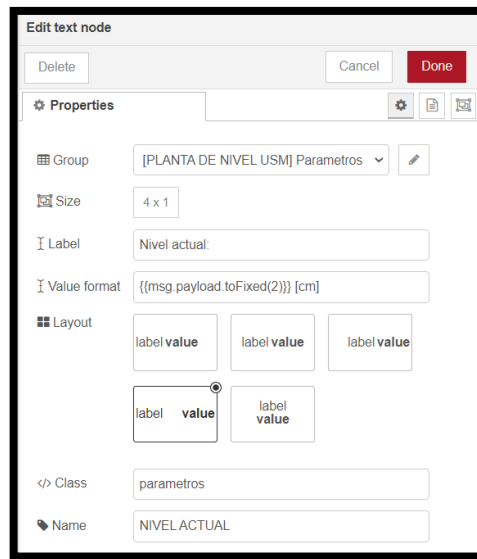 Edit text node
Delete Cancel Done
Properties
Group [PLANTA DE NIVEL USM] Parametros
Size 4 x 1
Label Nivel actual:
Value format {{msg.payload.toFixed(2)}} [cm]
Layout label value label value label value
label value label
value
</> Class parametros
Name NIVEL ACTUAL